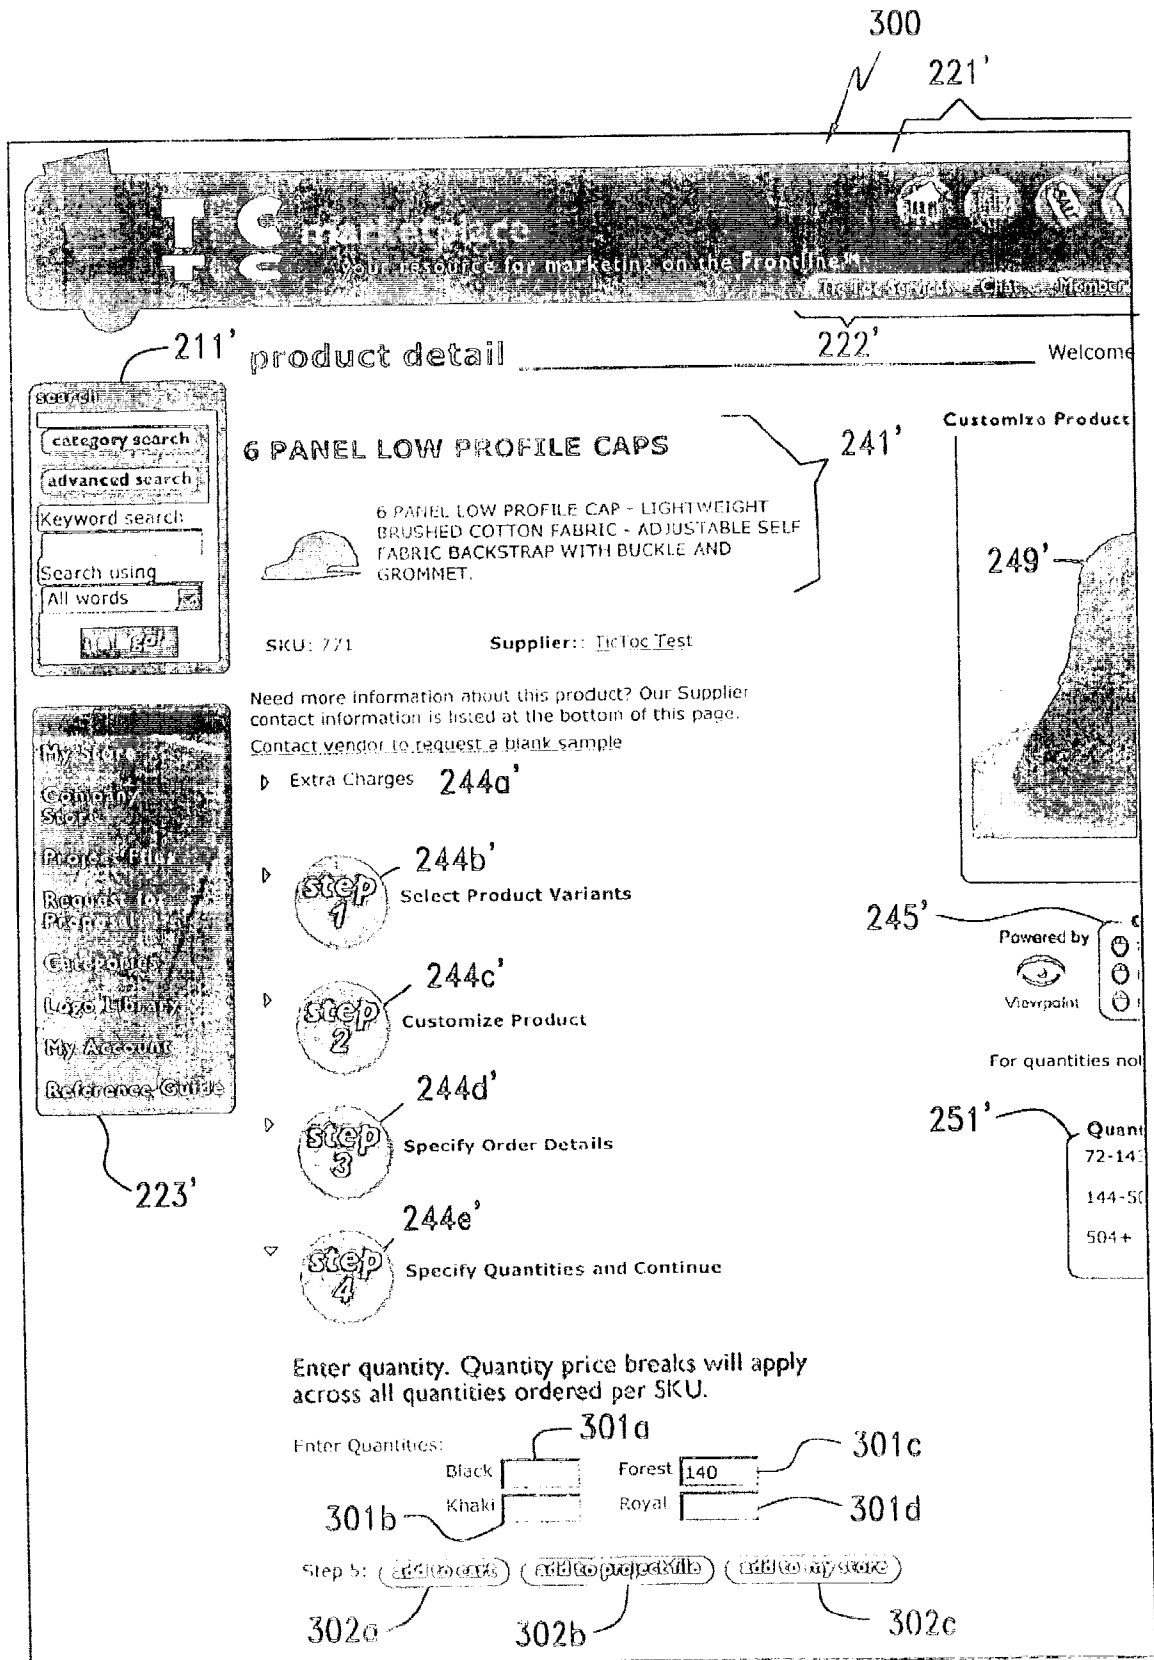 300
221'
T C
T C
marketplace
your resource for marketing on the Frontline℠
Chat
Member
222'
211'
product detail
Welcome
search
category search
advanced search
Keyword search
Search using
All words
go!
6 PANEL LOW PROFILE CAPS
241'
6 PANEL LOW PROFILE CAP - LIGHTWEIGHT
BRUSHED COTTON FABRIC - ADJUSTABLE SELF
FABRIC BACKSTRAP WITH BUCKLE AND
GROMMET.
SKU: 771
Supplier:: TicToc Test
Customize Product
249'
Need more information about this product? Our Supplier
contact information is listed at the bottom of this page.
Contact vendor to request a blank sample
Extra Charges
244a'
My Store
Company
Store
Project Files
Request for
Proposal
Categories
Logo Library
My Account
Reference Guide
223'
step
1
244b'
Select Product Variants
step
2
244c'
Customize Product
step
3
244d'
Specify Order Details
step
4
244e'
Specify Quantities and Continue
245'
Powered by
Viewpoint
For quantities not
251'
Quant
72-143
144-50
504+
Enter quantity. Quantity price breaks will apply
across all quantities ordered per SKU.
Enter Quantities:
301a
Black
Forest 140
301c
301b
Khaki
Royal
301d
Step 5: add to cart add to project file add to my store
302a
302b
302c